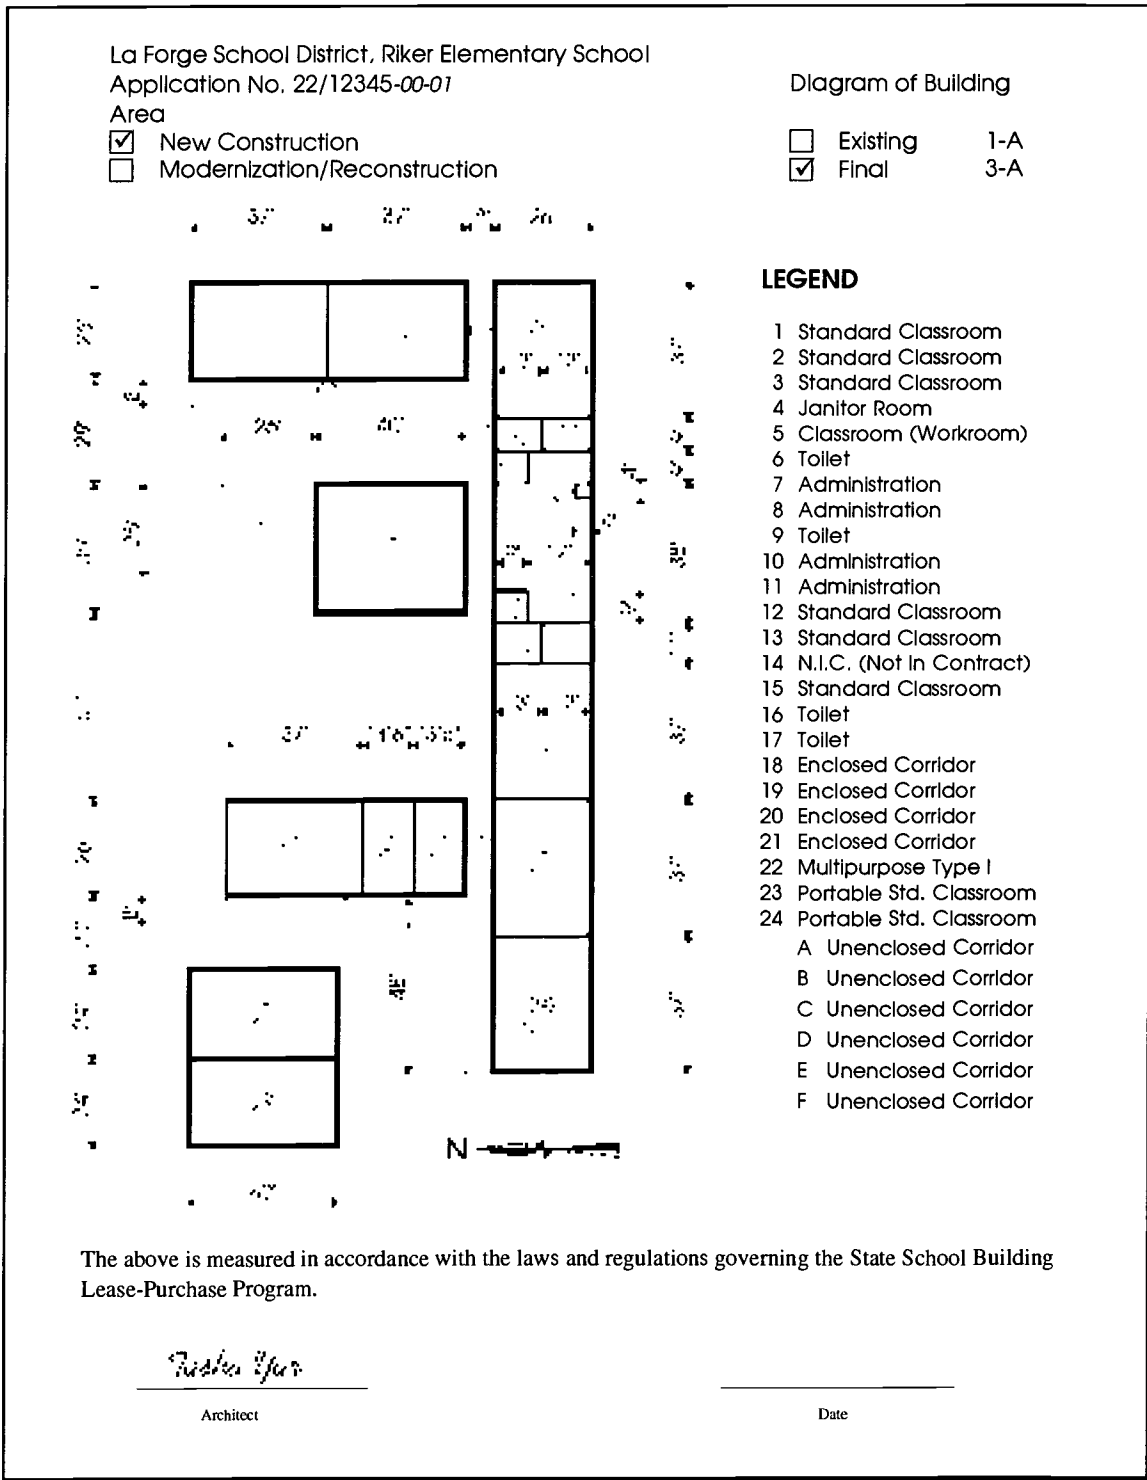 La Forge School District, Riker Elementary School
Application No. 22/12345-00-01
Area
New Construction
Modernization/Reconstruction
Diagram of Building
Existing 1-A
Final 3-A
LEGEND
1 Standard Classroom
2 Standard Classroom
3 Standard Classroom
4 Janitor Room
5 Classroom (Workroom)
6 Toilet
7 Administration
8 Administration
9 Toilet
10 Administration
11 Administration
12 Standard Classroom
13 Standard Classroom
14 N.I.C. (Not In Contract)
15 Standard Classroom
16 Toilet
17 Toilet
18 Enclosed Corridor
19 Enclosed Corridor
20 Enclosed Corridor
21 Enclosed Corridor
22 Multipurpose Type I
23 Portable Std. Classroom
24 Portable Std. Classroom
A Unenclosed Corridor
B Unenclosed Corridor
C Unenclosed Corridor
D Unenclosed Corridor
E Unenclosed Corridor
F Unenclosed Corridor
N
The above is measured in accordance with the laws and regulations governing the State School Building
Lease-Purchase Program.
Architect
Date